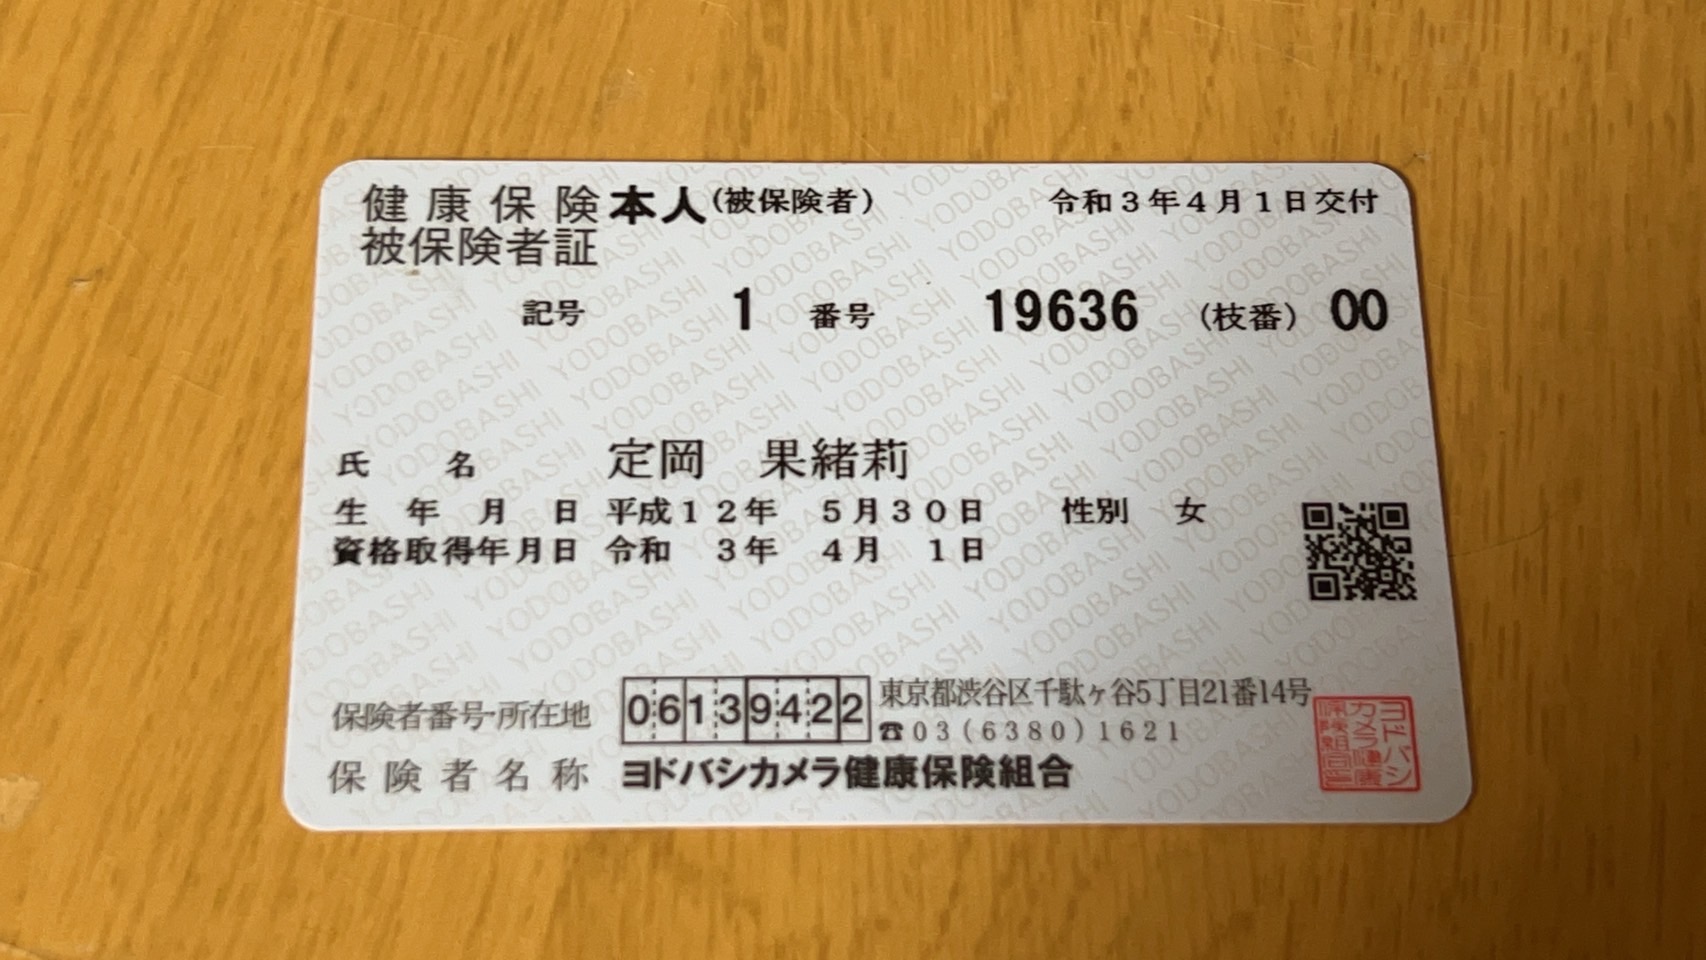 健康保険 本人(被保険者) 令和3年4月1日交付
被保険者証
記号 1 番号 19636 (枝番) 00
氏名 定岡 果緒莉
生年月日 平成12年 5月30日 性別 女
資格取得年月日 令和 3年 4月 1日
保険者番号・所在地 06139422 東京都渋谷区千駄ヶ谷5丁目21番14号
☎03(6380)1621
保険者名称 ヨドバシカメラ健康保険組合
YODOBASHI